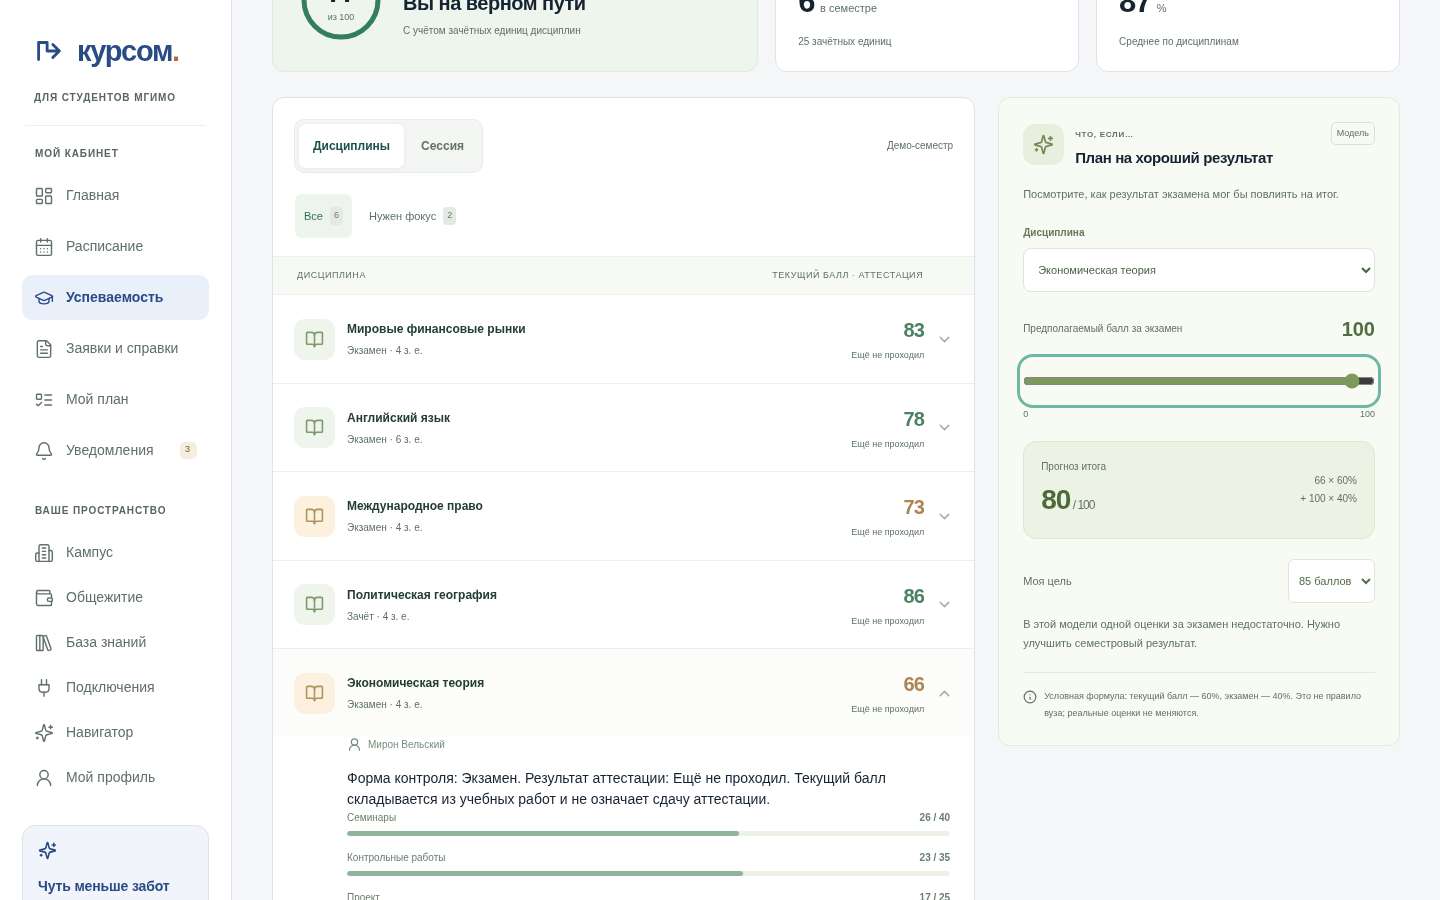 курсом.
ДЛЯ СТУДЕНТОВ МГИМО
МОЙ КАБИНЕТ
Главная
Расписание
Успеваемость
Заявки и справки
Мой план
Уведомления 3
ВАШЕ ПРОСТРАНСТВО
Кампус
Общежитие
База знаний
Подключения
Навигатор
Мой профиль
Чуть меньше забот
из 100
Вы на верном пути
С учётом зачётных единиц дисциплин
6 в семестре
25 зачётных единиц
87 %
Среднее по дисциплинам
Дисциплины
Сессия
Демо-семестр
Все 6
Нужен фокус 2
ДИСЦИПЛИНА
ТЕКУЩИЙ БАЛЛ · АТТЕСТАЦИЯ
Мировые финансовые рынки
Экзамен · 4 з. е.
83
Ещё не проходил
Английский язык
Экзамен · 6 з. е.
78
Ещё не проходил
Международное право
Экзамен · 4 з. е.
73
Ещё не проходил
Политическая география
Зачёт · 4 з. е.
86
Ещё не проходил
Экономическая теория
Экзамен · 4 з. е.
66
Ещё не проходил
Мирон Вельский
Форма контроля: Экзамен. Результат аттестации: Ещё не проходил. Текущий балл
складывается из учебных работ и не означает сдачу аттестации.
Семинары 26 / 40
Контрольные работы 23 / 35
Проект 17 / 25
ЧТО, ЕСЛИ...
План на хороший результат
Модель
Посмотрите, как результат экзамена мог бы повлиять на итог.
Дисциплина
Экономическая теория
Предполагаемый балл за экзамен 100
0 100
Прогноз итога
80 / 100
66 × 60%
+ 100 × 40%
Моя цель
85 баллов
В этой модели одной оценки за экзамен недостаточно. Нужно
улучшить семестровый результат.
Условная формула: текущий балл — 60%, экзамен — 40%. Это не правило
вуза; реальные оценки не меняются.